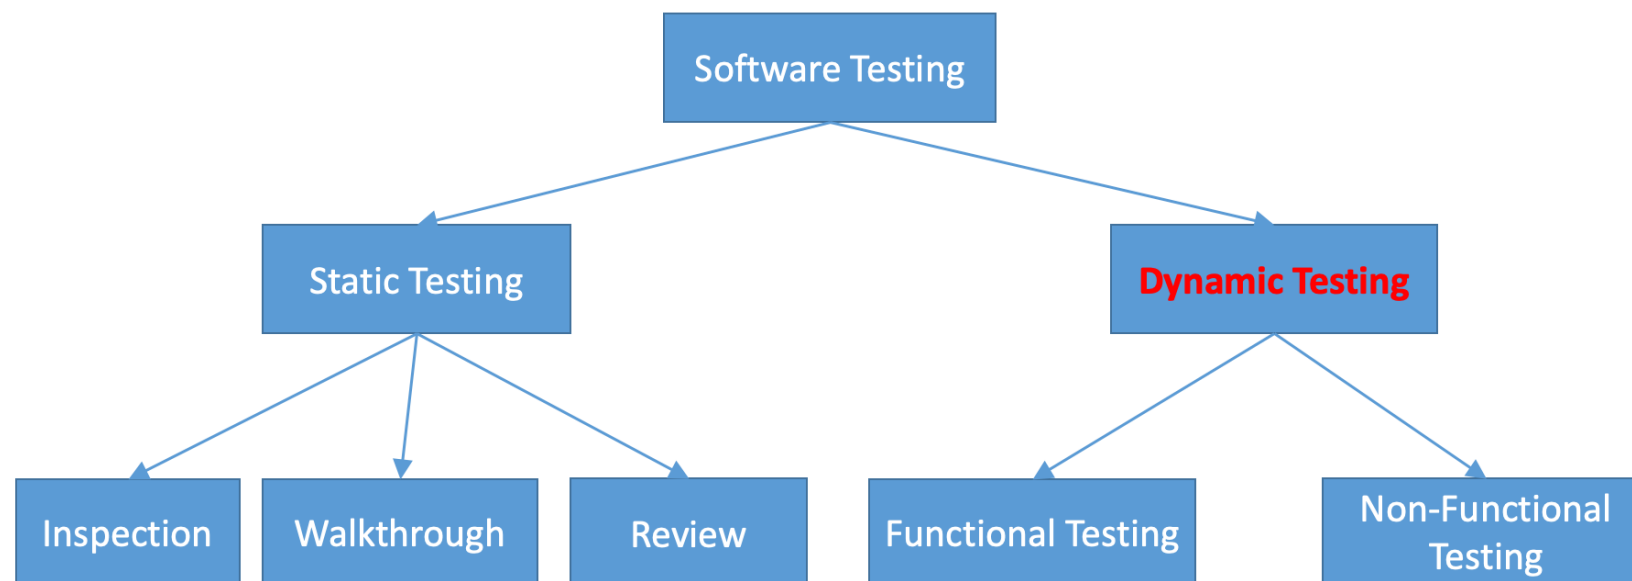 Software Testing
Static Testing
Dynamic Testing
Inspection
Walkthrough
Review
Functional Testing
Non-Functional
Testing